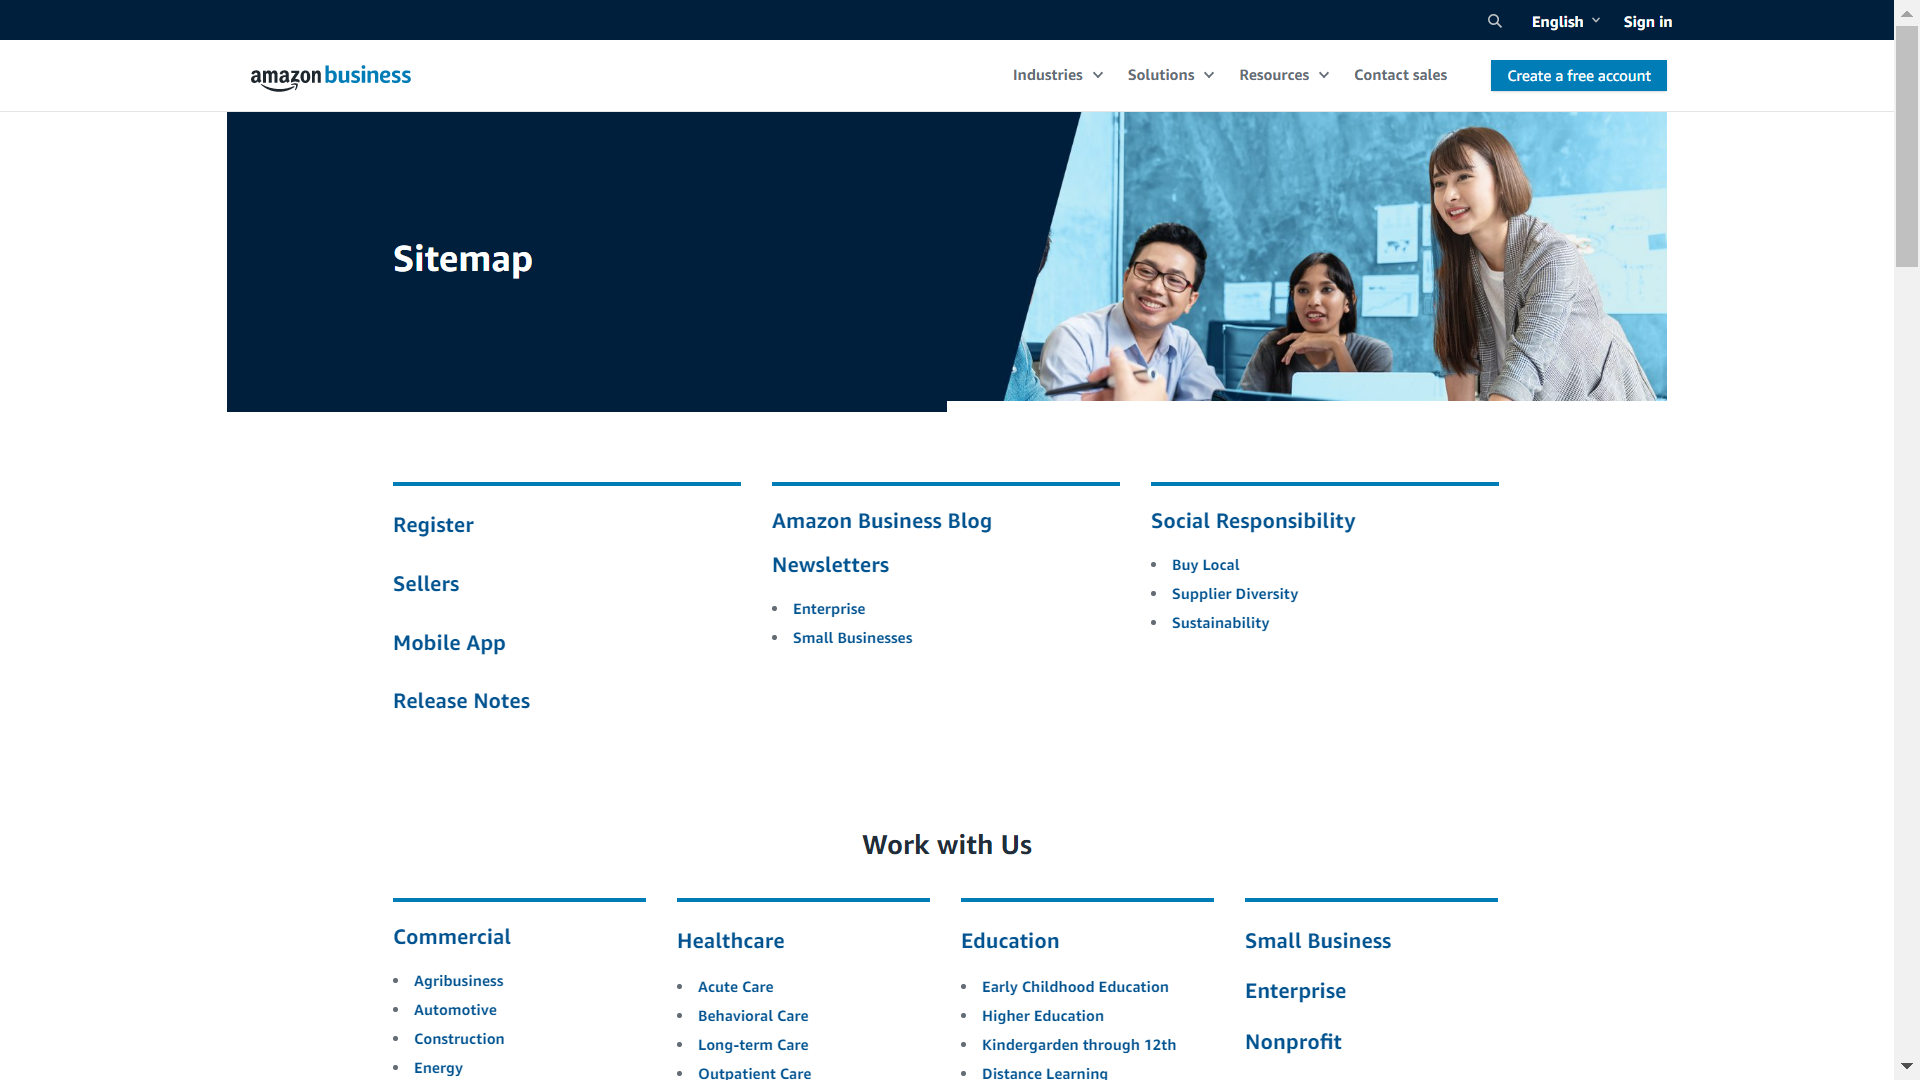 English
Sign in
amazon business
Industries
Solutions
Resources
Contact sales
Create a free account
Sitemap
Register
Sellers
Mobile App
Release Notes
Amazon Business Blog
Newsletters
Enterprise
Small Businesses
Social Responsibility
Buy Local
Supplier Diversity
Sustainability
Work with Us
Commercial
Agribusiness
Automotive
Construction
Energy
Healthcare
Acute Care
Behavioral Care
Long-term Care
Outpatient Care
Education
Early Childhood Education
Higher Education
Kindergarden through 12th
Distance Learning
Small Business
Enterprise
Nonprofit